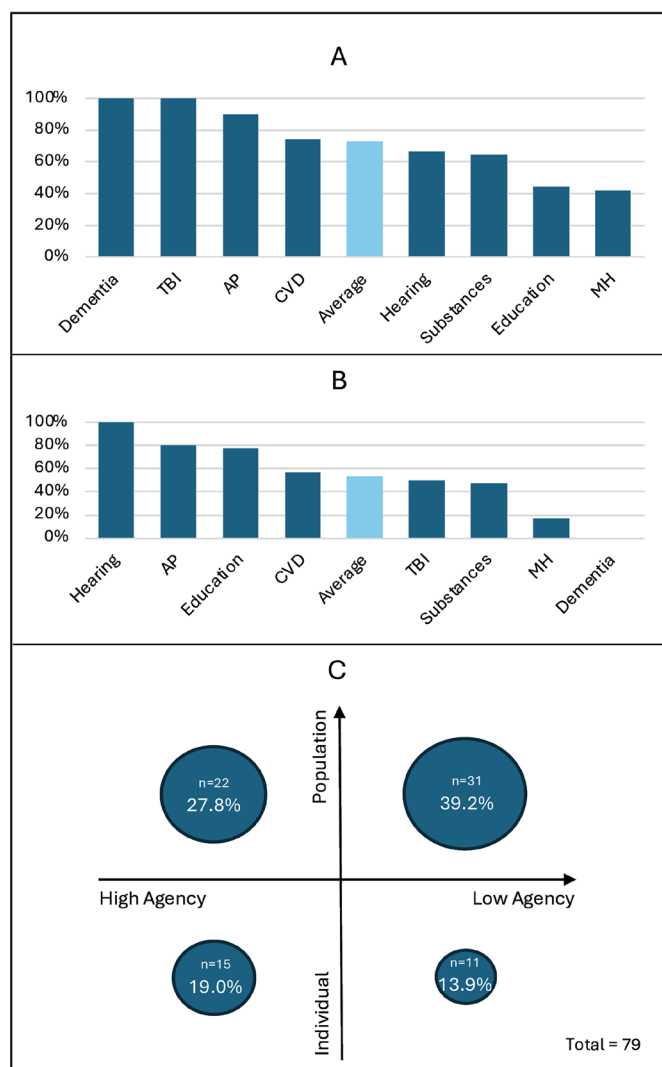 A
100%
80%
60%
40%
20%
0%
Dementia
TBI
AP
CVD
Average
Hearing
Substances
Education
MH
B
100%
80%
60%
40%
20%
0%
Hearing
AP
Education
CVD
Average
TBI
Substances
MH
Dementia
C
Population
n=22
27.8%
n=31
39.2%
High Agency
Low Agency
n=15
19.0%
n=11
13.9%
Individual
Total = 79